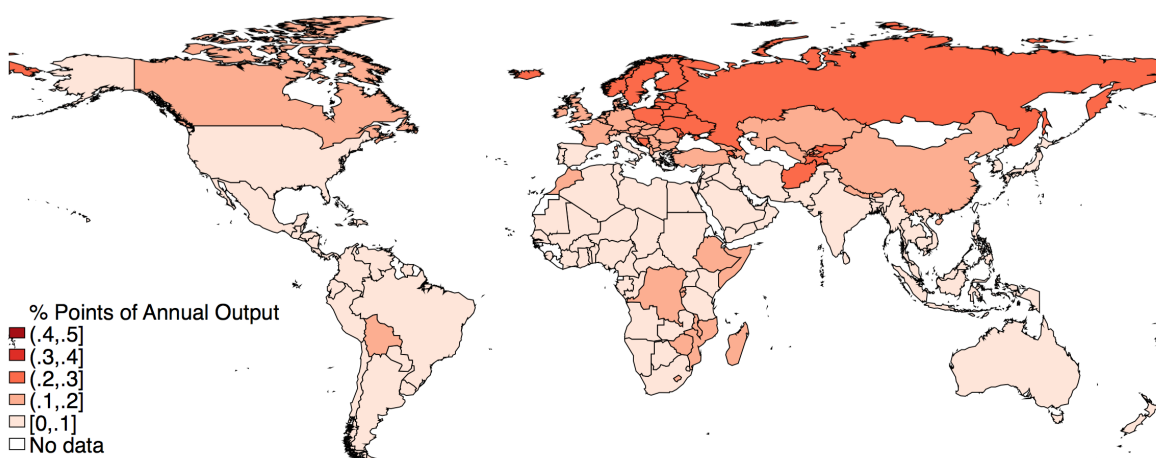 % Points of Annual Output
(.4,.5]
(.3,.4]
(.2,.3]
(.1,.2]
[0,.1]
No data